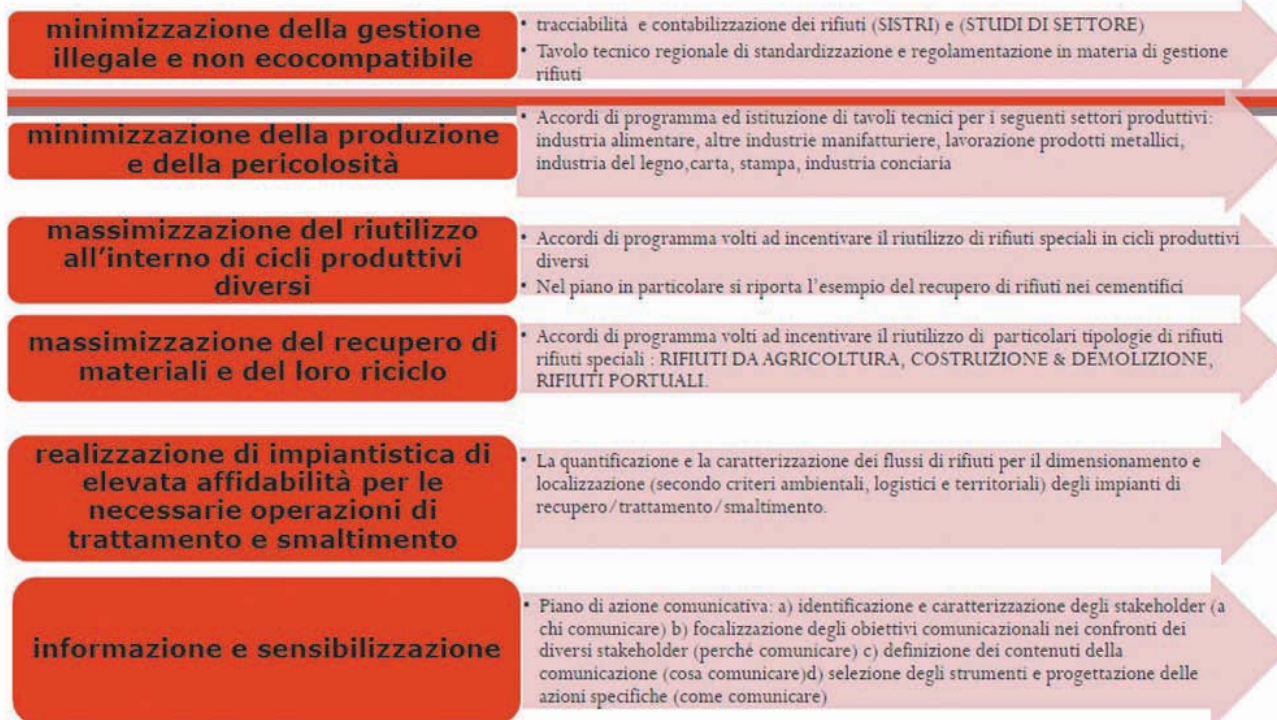 minimizzazione della gestione
illegale e non ecocompatibile
• tracciabilità e contabilizzazione dei rifiuti (SISTRI) e (STUDI DI SETTORE)
• Tavolo tecnico regionale di standardizzazione e regolamentazione in materia di gestione
rifiuti
minimizzazione della produzione
e della pericolosità
• Accordi di programma ed istituzione di tavoli tecnici per i seguenti settori produttivi:
industria alimentare, altre industrie manifatturiere, lavorazione prodotti metallici,
industria del legno,carta, stampa, industria conciaria
massimizzazione del riutilizzo
all'interno di cicli produttivi
diversi
• Accordi di programma volti ad incentivare il riutilizzo di rifiuti speciali in cicli produttivi
diversi
• Nel piano in particolare si riporta l'esempio del recupero di rifiuti nei cementifici
massimizzazione del recupero di
materiali e del loro riciclo
• Accordi di programma volti ad incentivare il riutilizzo di particolari tipologie di rifiuti
rifiuti speciali : RIFIUTI DA AGRICOLTURA, COSTRUZIONE & DEMOLIZIONE,
RIFIUTI PORTUALI.
realizzazione di impiantistica di
elevata affidabilità per le
necessarie operazioni di
trattamento e smaltimento
• La quantificazione e la caratterizzazione dei flussi di rifiuti per il dimensionamento e
localizzazione (secondo criteri ambientali, logistici e territoriali) degli impianti di
recupero/trattamento/smaltimento.
informazione e sensibilizzazione
• Piano di azione comunicativa: a) identificazione e caratterizzazione degli stakeholder (a
chi comunicare) b) focalizzazione degli obiettivi comunicazionali nei confronti dei
diversi stakeholder (perché comunicare) c) definizione dei contenuti della
comunicazione (cosa comunicare)d) selezione degli strumenti e progettazione delle
azioni specifiche (come comunicare)